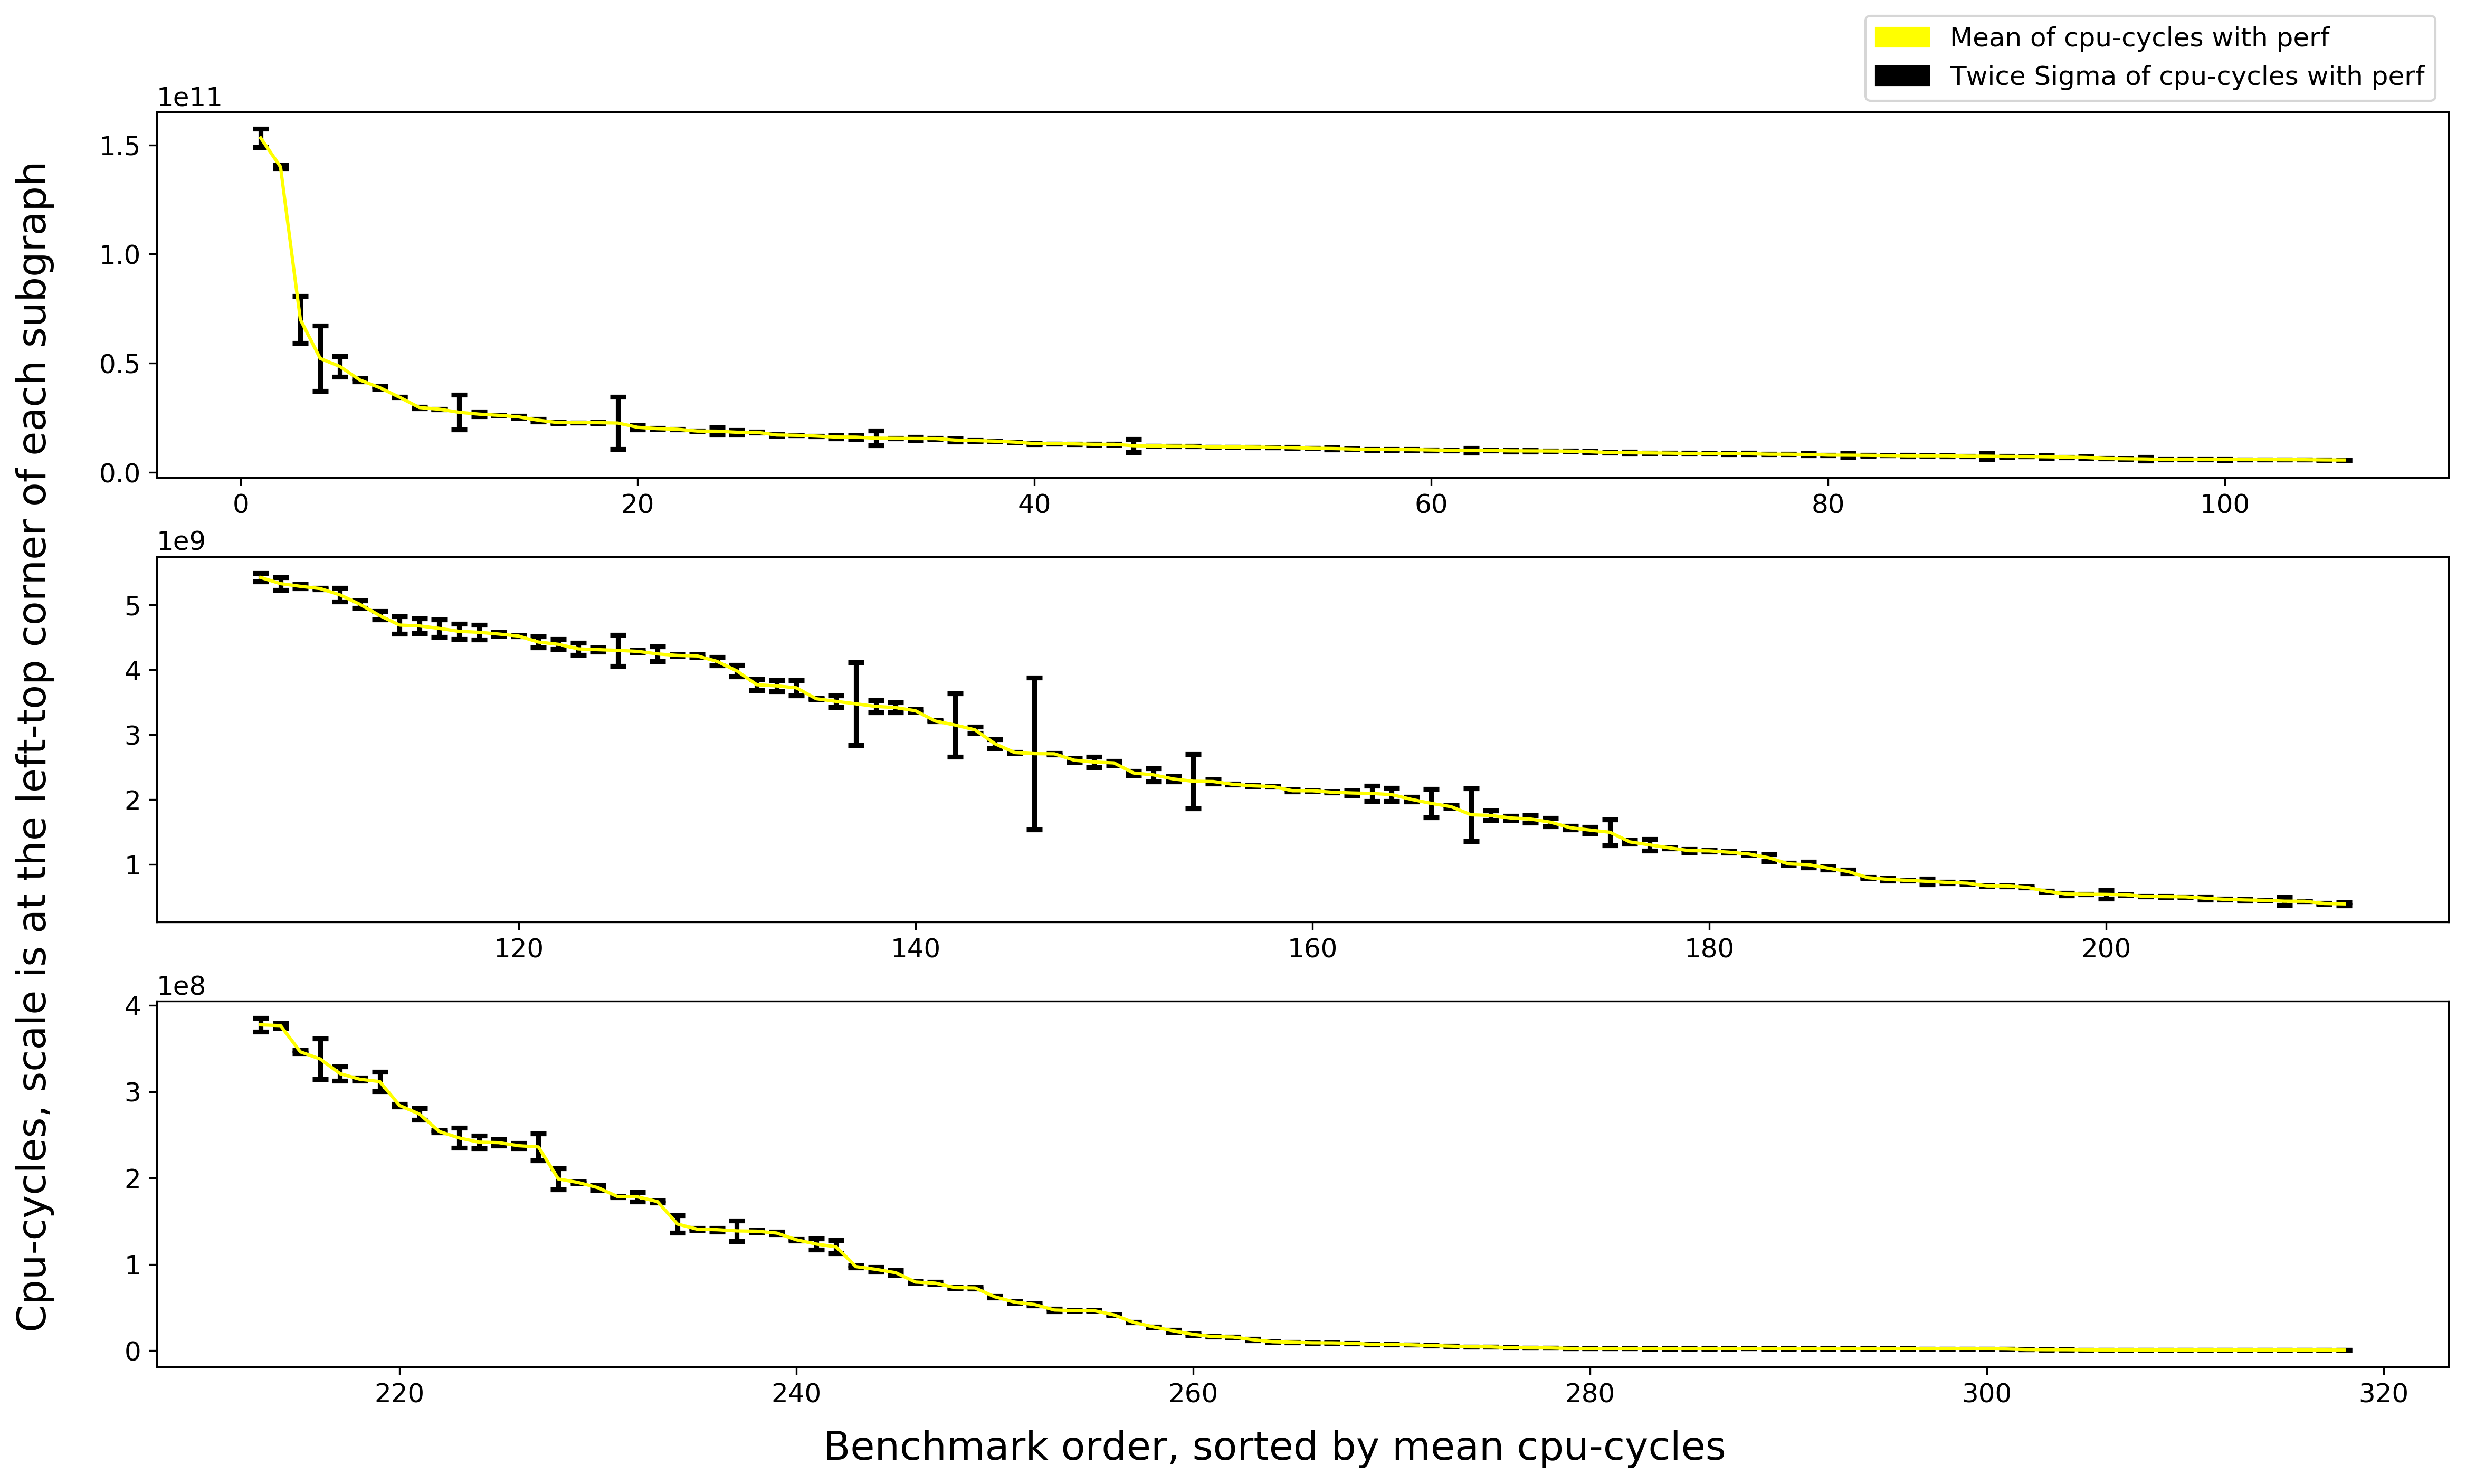 Mean of cpu-cycles with perf
Twice Sigma of cpu-cycles with perf
Cpu-cycles, scale is at the left-top corner of each subgraph
1e11
1.5
1.0
0.5
0.0
0 20 40 60 80 100
1e9
5
4
3
2
1
120 140 160 180 200
1e8
4
3
2
1
0
220 240 260 280 300 320
Benchmark order, sorted by mean cpu-cycles